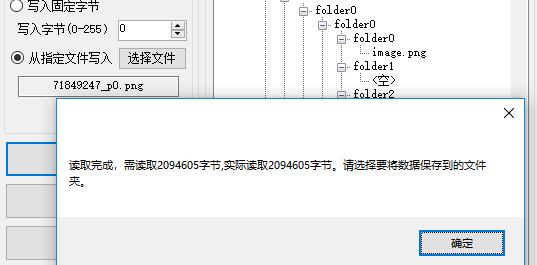 写入固定字节
folder0
写入字节(0-255)
0
folder0
folder0
从指定文件写入
选择文件
image.png
folder1
71849247_p0.png
<空>
folder2
读取完成，需读取2094605字节,实际读取2094605字节。请选择要将数据保存到的文件
夹。
确定